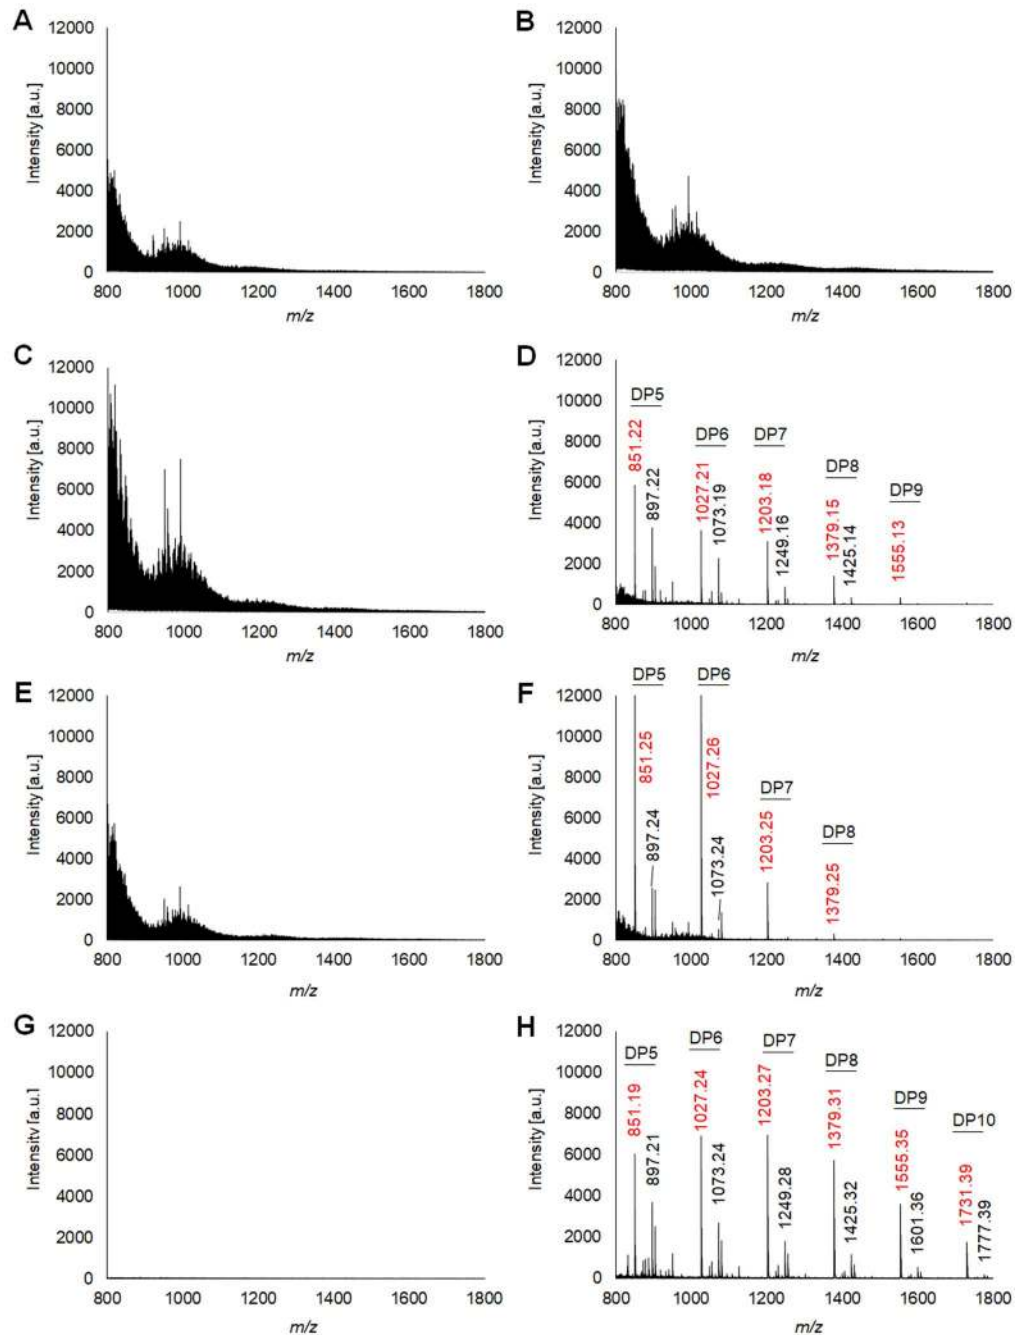 A
12000
10000
8000
6000
4000
2000
0
Intensity [a.u.]
800 1000 1200 1400 1600 1800
m/z
B
12000
10000
8000
6000
4000
2000
0
Intensity [a.u.]
800 1000 1200 1400 1600 1800
m/z
C
12000
10000
8000
6000
4000
2000
0
Intensity [a.u.]
800 1000 1200 1400 1600 1800
m/z
D
12000
10000
8000
6000
4000
2000
0
Intensity [a.u.]
DP5
851.22
897.22
DP6
1027.21
1073.19
DP7
1203.18
1249.16
DP8
1379.15
1425.14
DP9
1555.13
800 1000 1200 1400 1600 1800
m/z
E
12000
10000
8000
6000
4000
2000
0
Intensity [a.u.]
800 1000 1200 1400 1600 1800
m/z
F
12000
10000
8000
6000
4000
2000
0
Intensity [a.u.]
DP5
851.25
897.24
DP6
1027.26
1073.24
DP7
1203.25
DP8
1379.25
800 1000 1200 1400 1600 1800
m/z
G
12000
10000
8000
6000
4000
2000
0
Intensity [a.u.]
800 1000 1200 1400 1600 1800
m/z
H
12000
10000
8000
6000
4000
2000
0
Intensity [a.u.]
DP5
851.19
897.21
DP6
1027.24
1073.24
DP7
1203.27
1249.28
DP8
1379.31
1425.32
DP9
1555.35
1601.36
DP10
1731.39
1777.39
800 1000 1200 1400 1600 1800
m/z